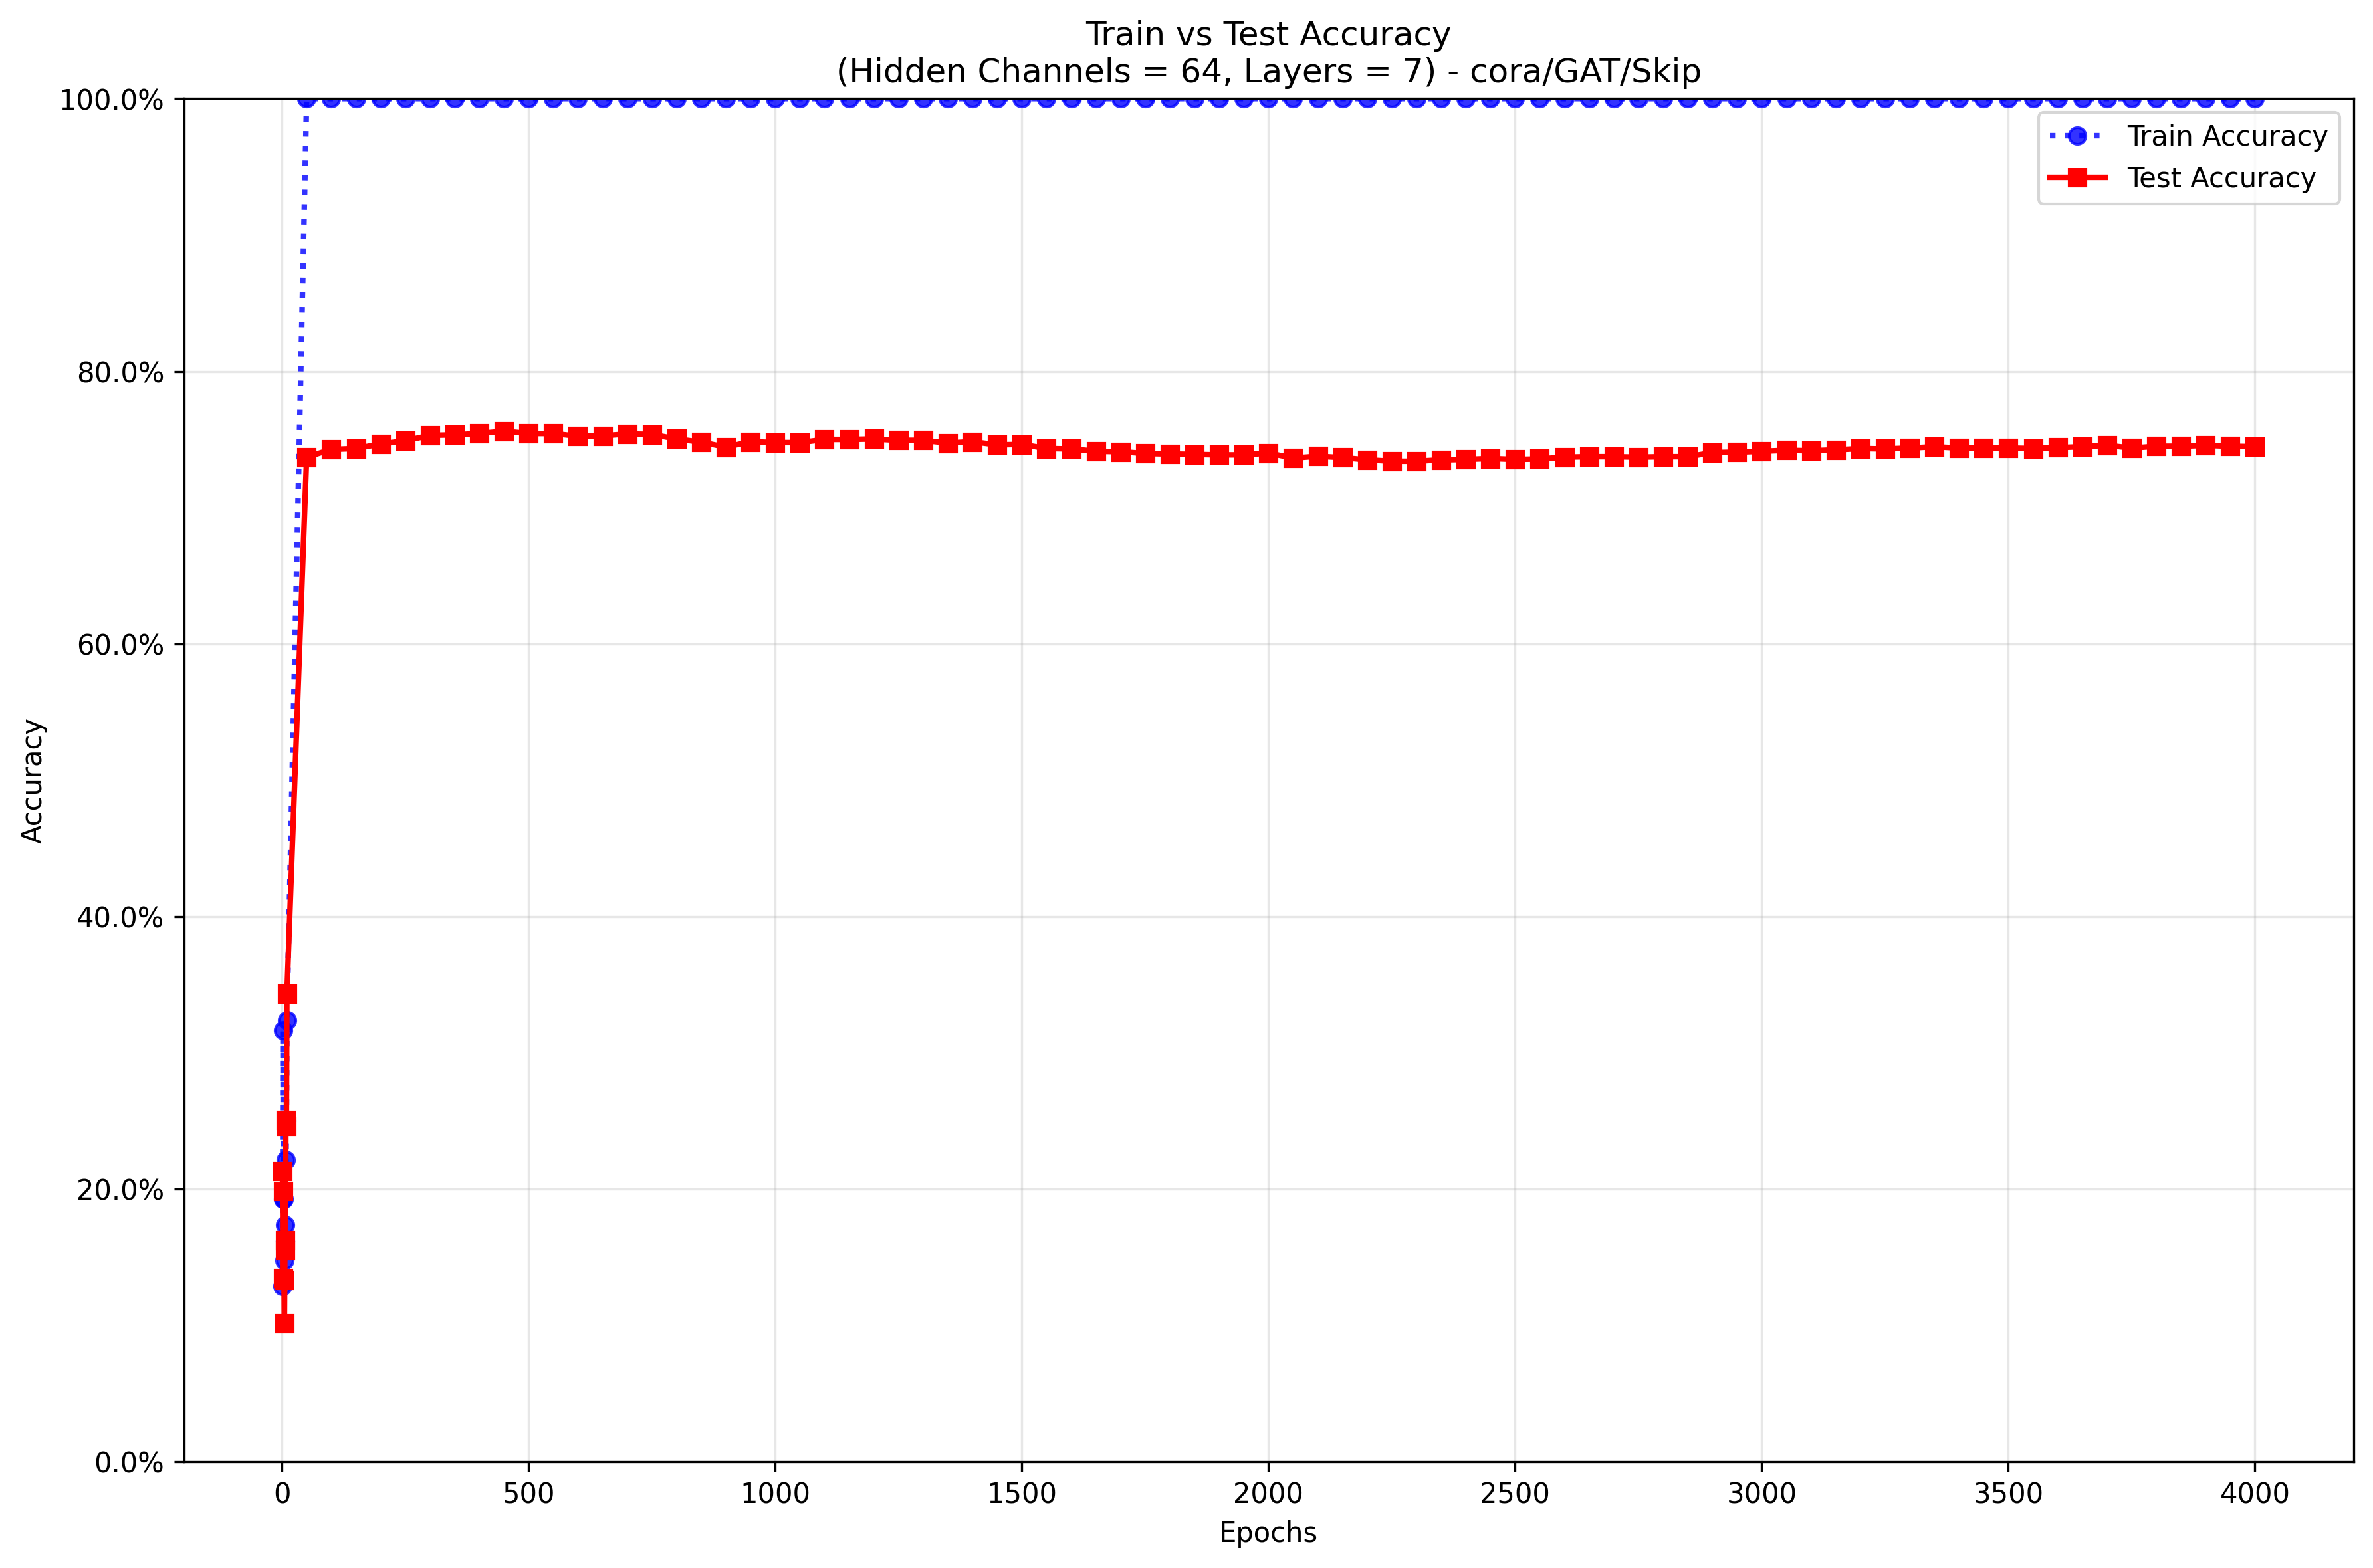 Train vs Test Accuracy
(Hidden Channels = 64, Layers = 7) - cora/GAT/Skip
100.0%
80.0%
60.0%
40.0%
20.0%
0.0%
Accuracy
Train Accuracy
Test Accuracy
0 500 1000 1500 2000 2500 3000 3500 4000
Epochs